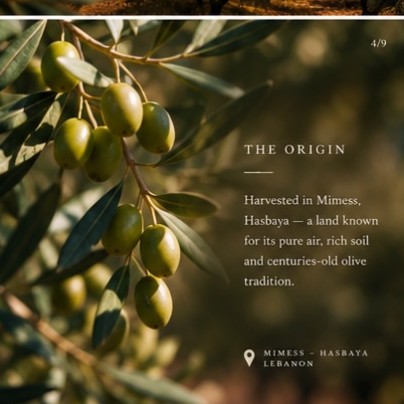 4/9
THE ORIGIN
Harvested in Mimess,
Hasbaya — a land known
for its pure air, rich soil
and centuries-old olive
tradition.
MIMESS – HASBAYA
LEBANON